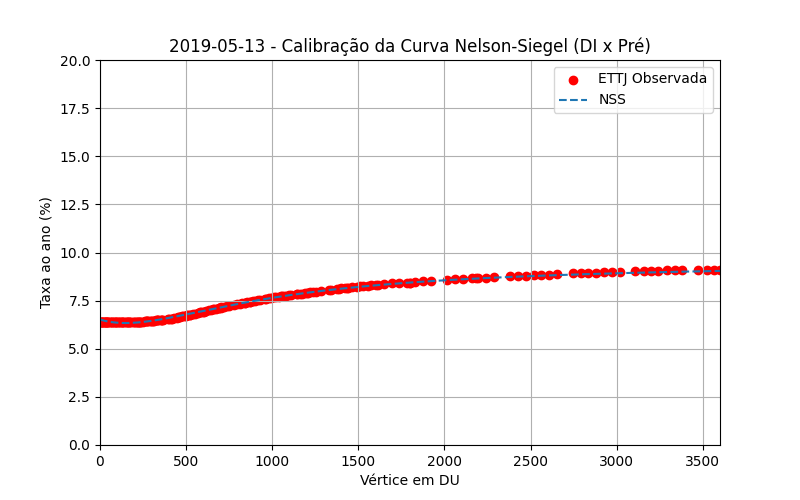 2019-05-13 - Calibração da Curva Nelson-Siegel (DI x Pré)
ETTJ Observada
NSS
Taxa ao ano (%)
20.0
17.5
15.0
12.5
10.0
7.5
5.0
2.5
0.0
0 500 1000 1500 2000 2500 3000 3500
Vértice em DU